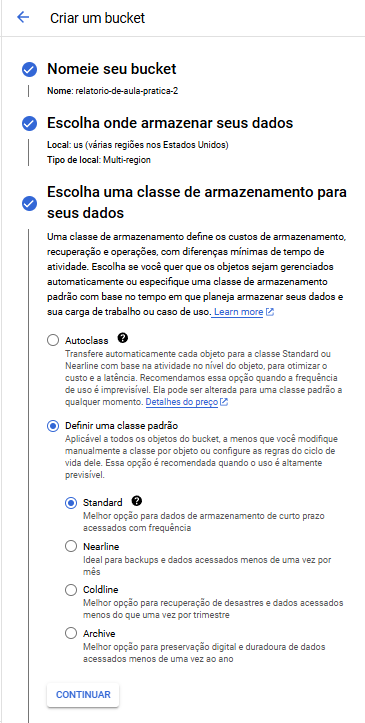 Criar um bucket
Nomeie seu bucket
Nome: relatorio-de-aula-pratica-2
Escolha onde armazenar seus dados
Local: us (várias regiões nos Estados Unidos)
Tipo de local: Multi-region
Escolha uma classe de armazenamento para
seus dados
Uma classe de armazenamento define os custos de armazenamento,
recuperação e operações, com diferenças mínimas de tempo de
atividade. Escolha se você quer que os objetos sejam gerenciados
automaticamente ou especifique uma classe de armazenamento
padrão com base no tempo em que planeja armazenar seus dados e
sua carga de trabalho ou caso de uso. Learn more
Autoclass
Transfere automaticamente cada objeto para a classe Standard ou
Nearline com base na atividade no nível do objeto, para otimizar o
custo e a latência. Recomendamos essa opção quando a frequência
de uso é imprevisível. Ela pode ser alterada para uma classe padrão a
qualquer momento. Detalhes do preço
Definir uma classe padrão
Aplicável a todos os objetos do bucket, a menos que você modifique
manualmente a classe por objeto ou configure as regras do ciclo de
vida dele. Essa opção é recomendada quando o uso é altamente
previsível.
Standard
Melhor opção para dados de armazenamento de curto prazo
acessados com frequência
Nearline
Ideal para backups e dados acessados menos de uma vez por
mês
Coldline
Melhor opção para recuperação de desastres e dados acessados
menos do que uma vez por trimestre
Archive
Melhor opção para preservação digital e duradoura de dados
acessados menos de uma vez ao ano
CONTINUAR